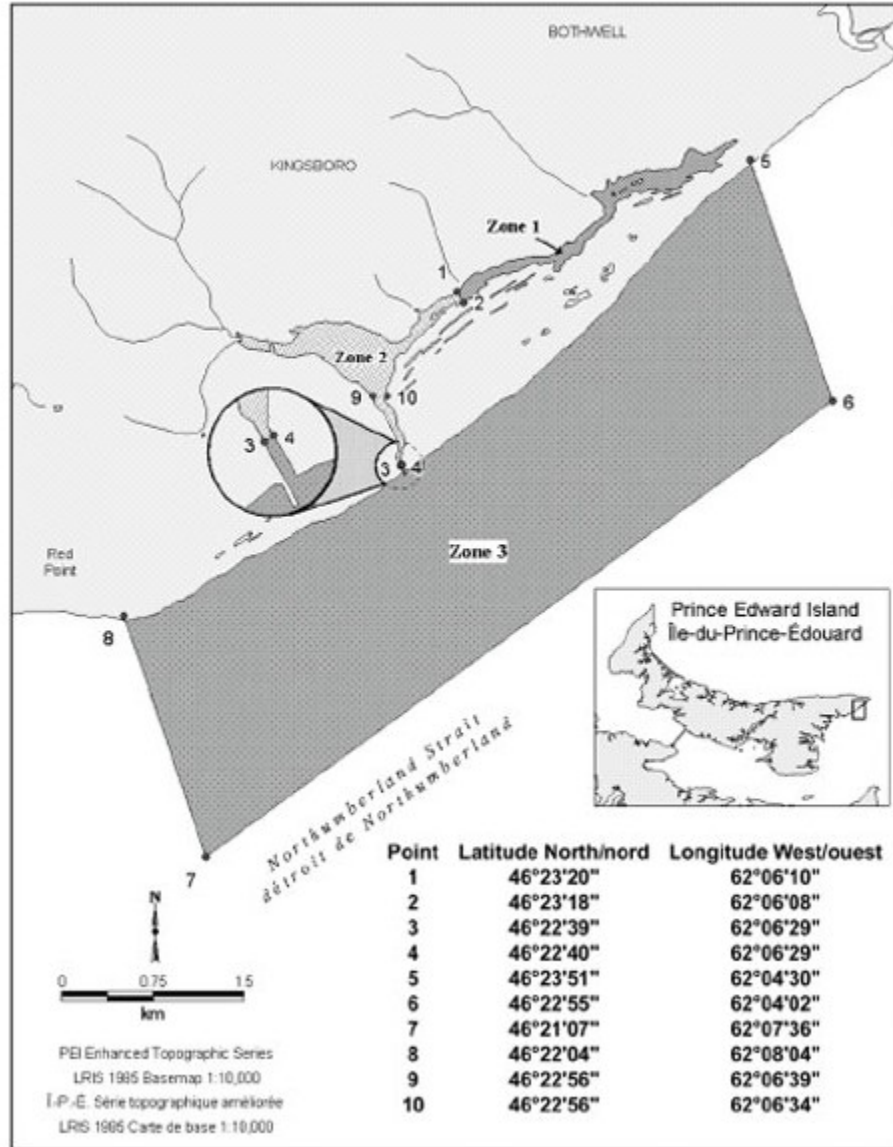 BOTHWELL
KINGSBORO
5
Zone 1
1
2
Zone 2
9 10
6
3 4
3 4
Zone 3
Red
Point
8
Prince Edward Island
Île-du-Prince-Édouard
Northumberland Strait
détroit de Northumberland
7
N
0 0.75 1.5
km
PEI Enhanced Topographic Series
LRIS 1985 Basemap 1:10,000
Î.-P.-É. Série topographique améliorée
LRIS 1985 Carte de base 1:10,000
Point Latitude North/nord Longitude West/ouest
1 46°23'20" 62°06'10"
2 46°23'18" 62°06'08"
3 46°22'39" 62°06'29"
4 46°22'40" 62°06'29"
5 46°23'51" 62°04'30"
6 46°22'55" 62°04'02"
7 46°21'07" 62°07'36"
8 46°22'04" 62°08'04"
9 46°22'56" 62°06'39"
10 46°22'56" 62°06'34"